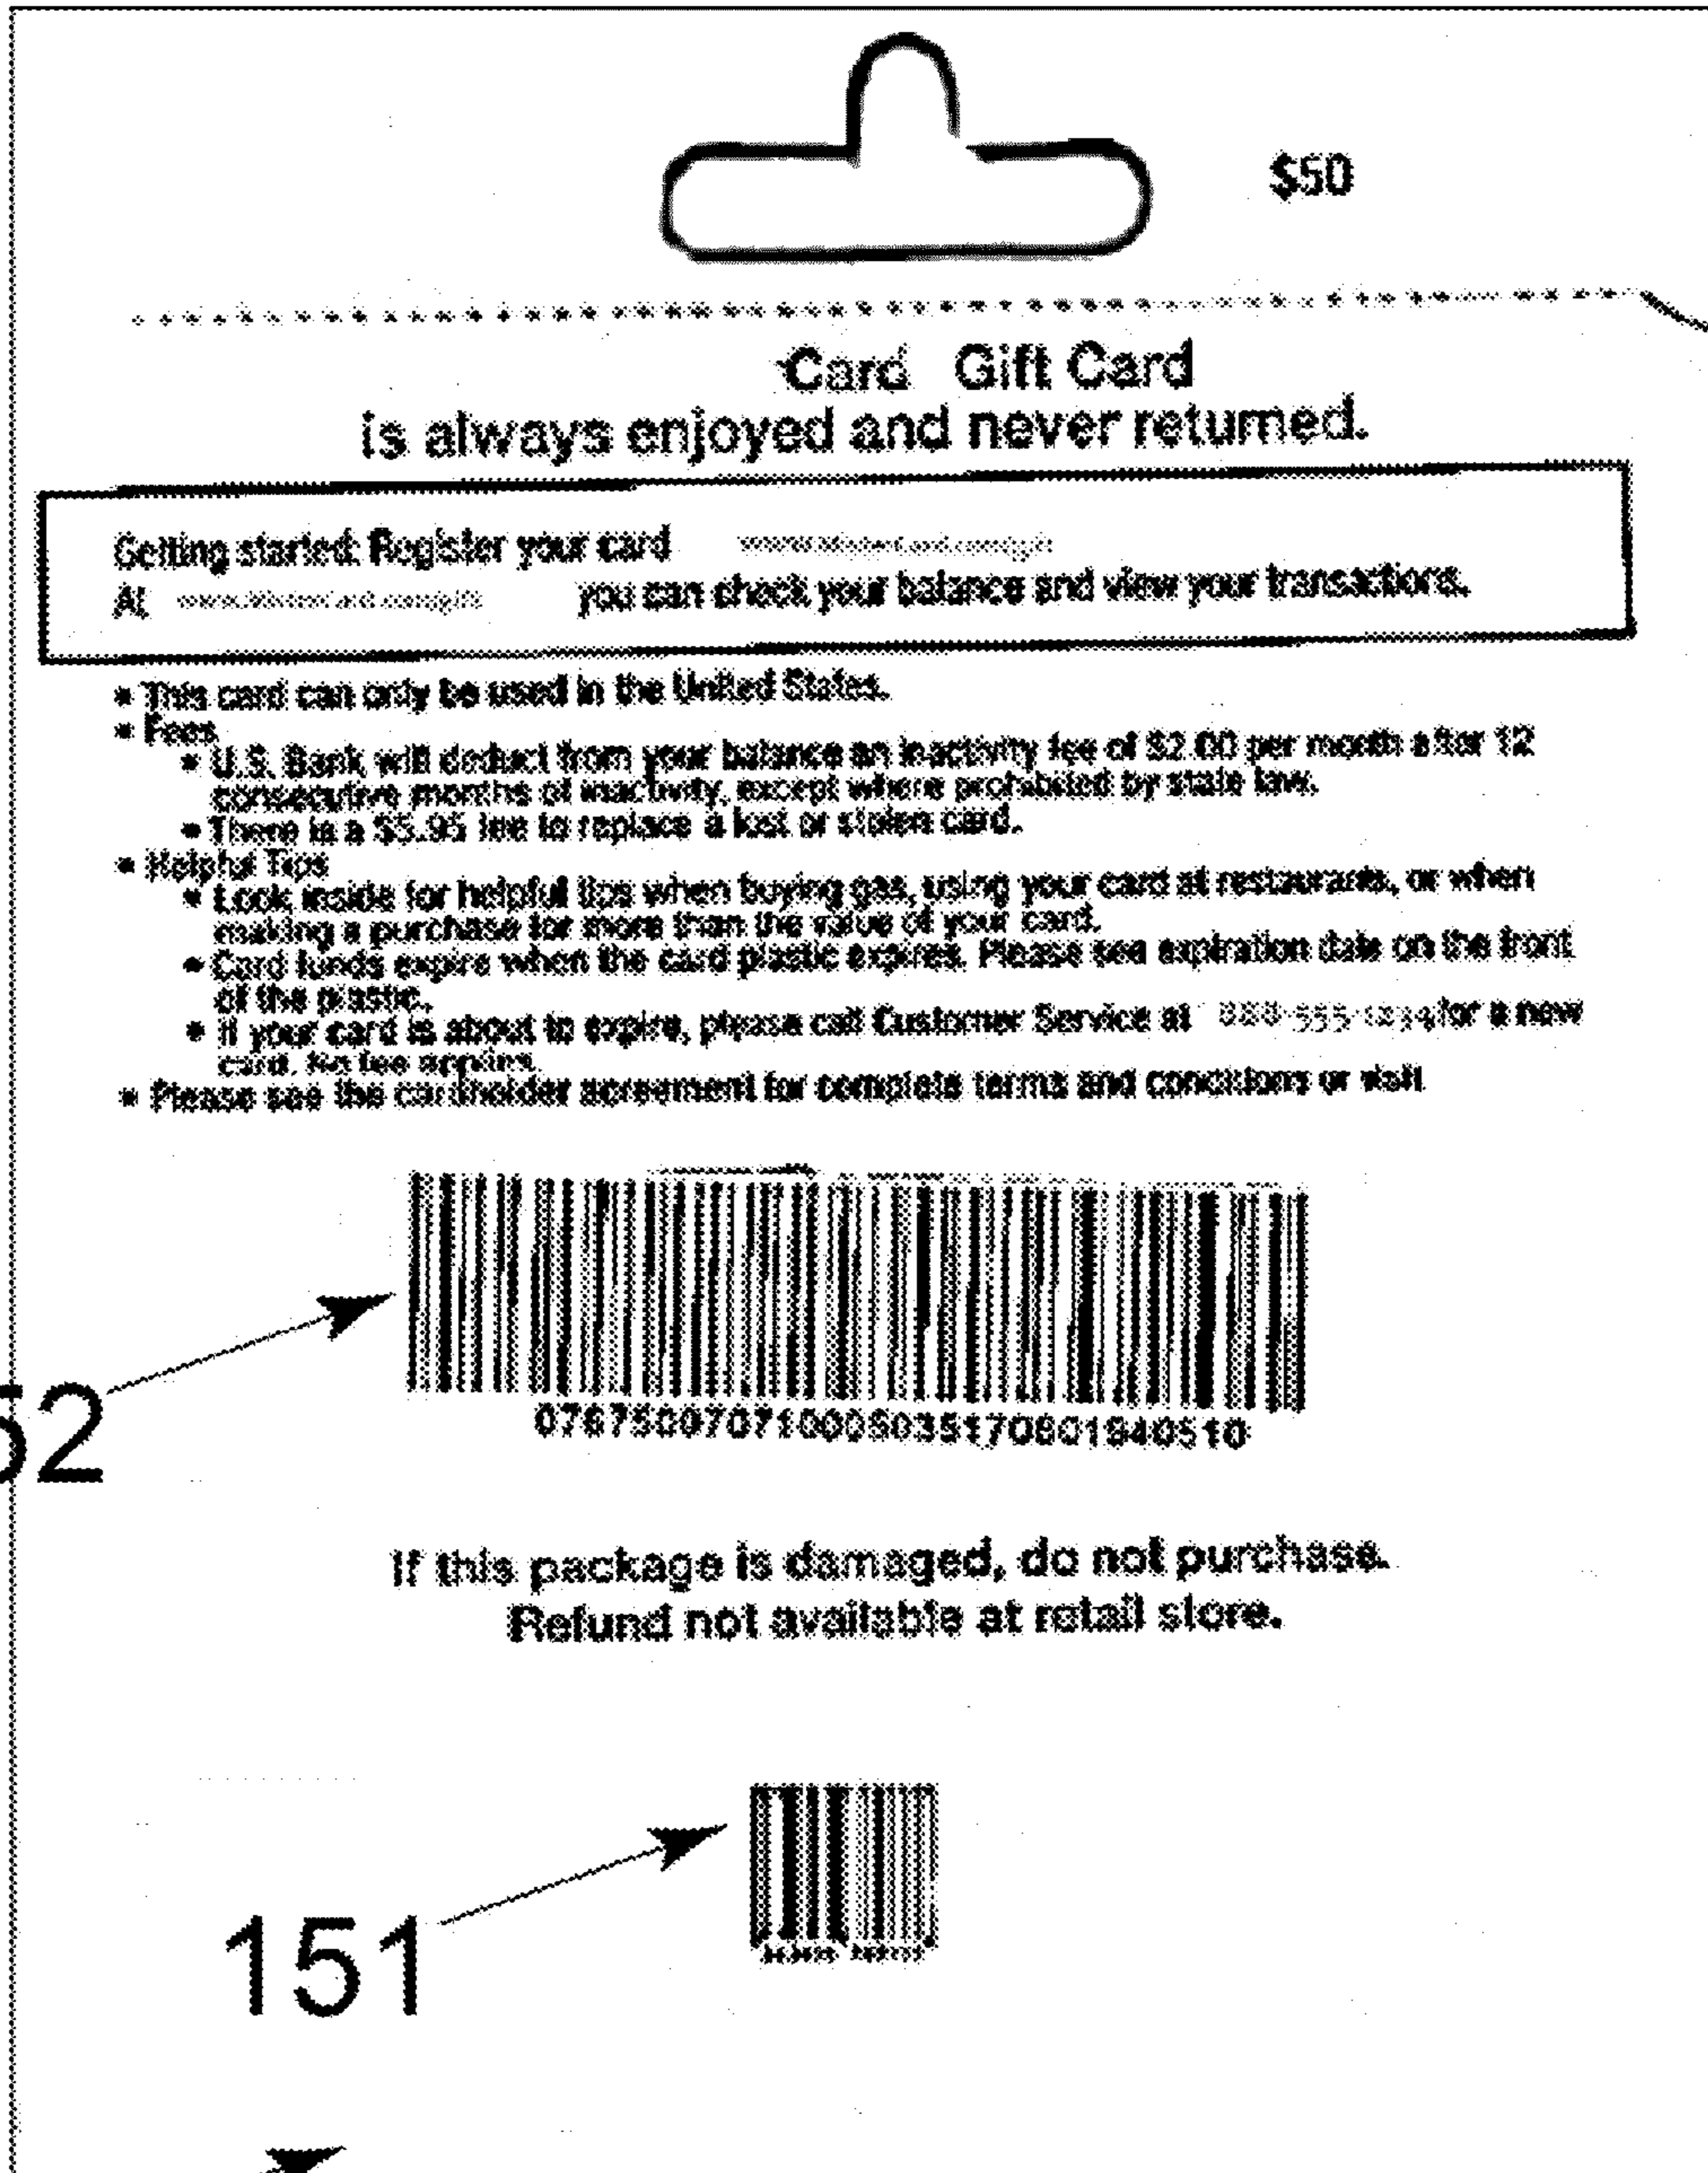 $50
Card Gift Card
is always enjoyed and never returned.
Getting started: Register your card
At you can check your balance and view your transactions.
• This card can only be used in the United States.
• Fees
• U.S. Bank will deduct from your balance an inactivity fee of $2.00 per month after 12
consecutive months of inactivity, except where prohibited by state law.
• There is a $5.95 fee to replace a lost or stolen card.
• Helpful Tips
• Look inside for helpful tips when buying gas, using your card at restaurants, or when
making a purchase for more than the value of your card.
• Card funds expire when the card plastic expires. Please see expiration date on the front
of the plastic.
• If your card is about to expire, please call Customer Service at 888-555-1234 for a new
card. No fee applies.
• Please see the cardholder agreement for complete terms and conditions or visit
52
If this package is damaged, do not purchase.
Refund not available at retail store.
151